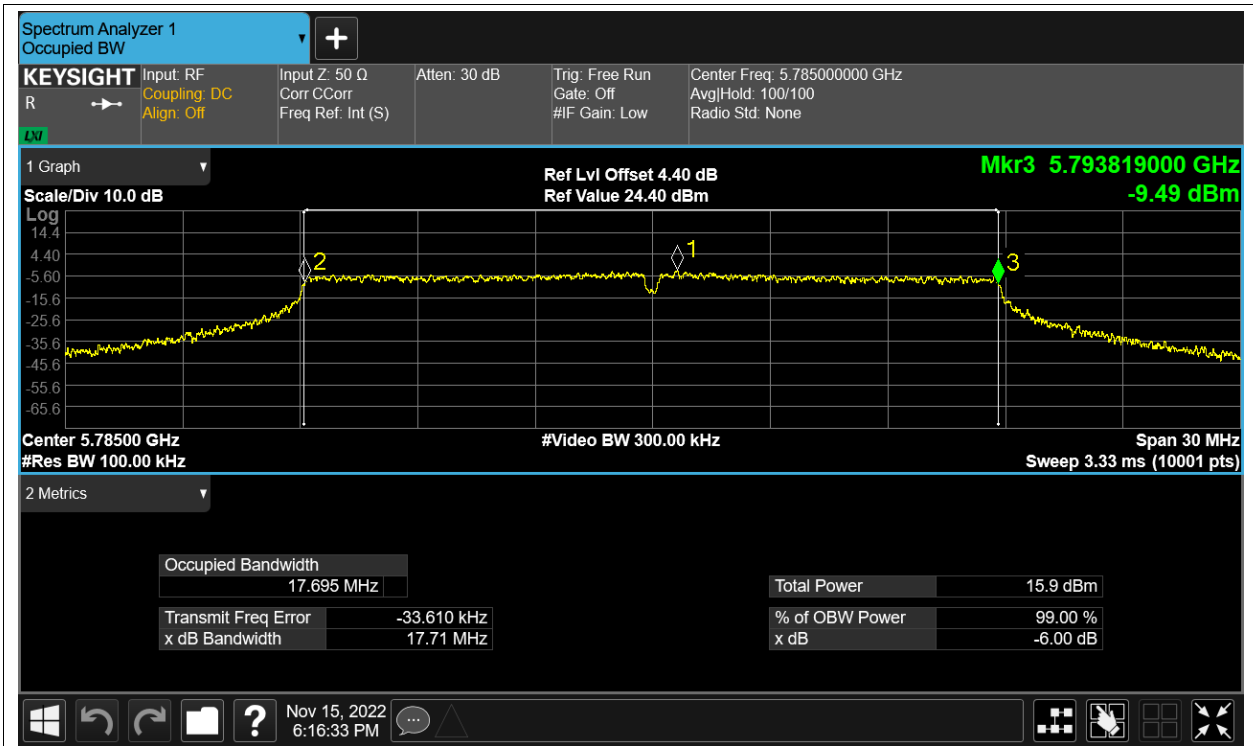 Spectrum Analyzer 1
Occupied BW
KEYSIGHT
R
LXI
Input: RF
Coupling: DC
Align: Off
Input Z: 50 Ω
Corr CCorr
Freq Ref: Int (S)
Atten: 30 dB
Trig: Free Run
Gate: Off
#IF Gain: Low
Center Freq: 5.785000000 GHz
Avg|Hold: 100/100
Radio Std: None
1 Graph
Scale/Div 10.0 dB
Ref Lvl Offset 4.40 dB
Ref Value 24.40 dBm
Mkr3 5.793819000 GHz
-9.49 dBm
Log
14.4
4.40
-5.60
-15.6
-25.6
-35.6
-45.6
-55.6
-65.6
2
1
3
Center 5.78500 GHz
#Res BW 100.00 kHz
#Video BW 300.00 kHz
Span 30 MHz
Sweep 3.33 ms (10001 pts)
2 Metrics
Occupied Bandwidth
17.695 MHz
Transmit Freq Error -33.610 kHz
x dB Bandwidth 17.71 MHz
Total Power 15.9 dBm
% of OBW Power 99.00 %
x dB -6.00 dB
?
Nov 15, 2022
6:16:33 PM